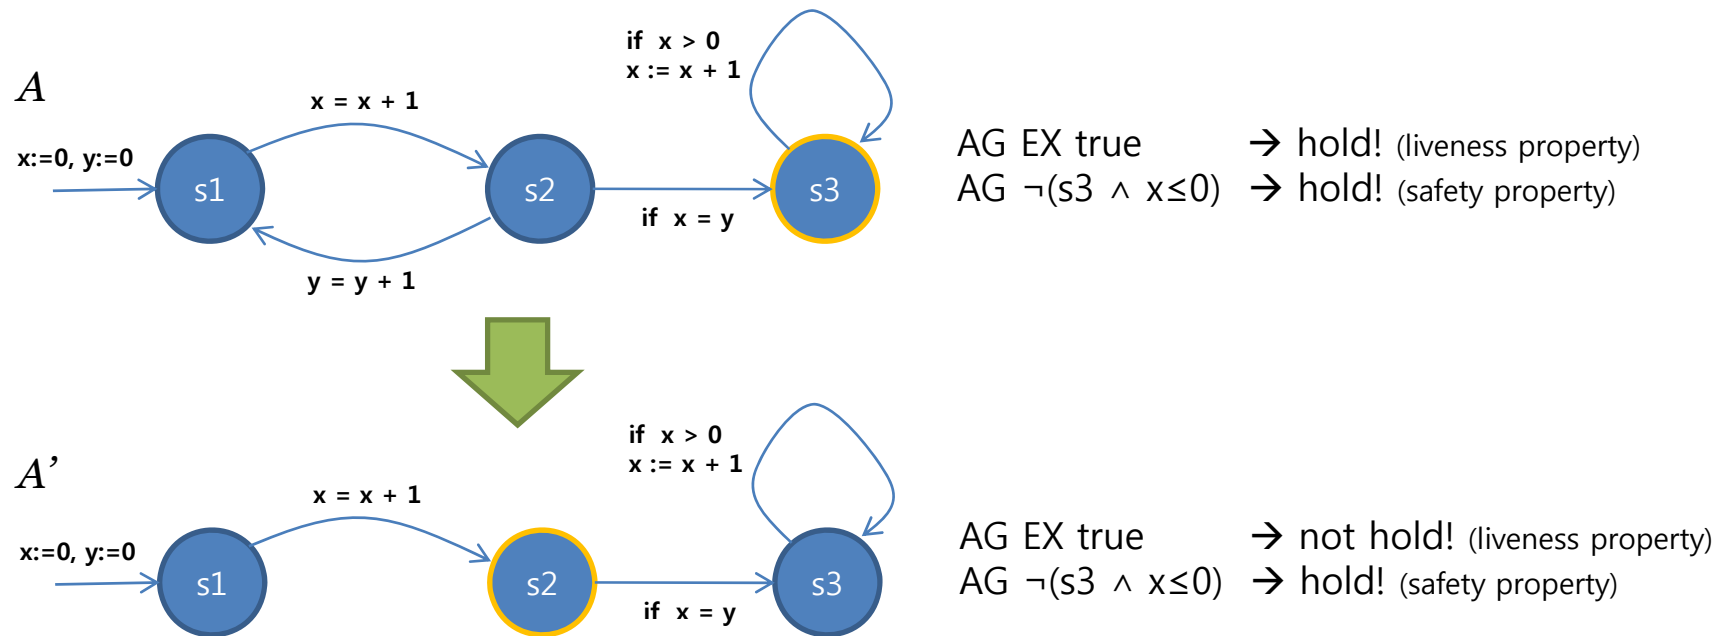 A
if x > 0
x := x + 1
x = x + 1
x:=0, y:=0
s1
s2
s3
if x = y
y = y + 1
AG EX true → hold! (liveness property)
AG ¬(s3 ∧ x≤0) → hold! (safety property)
A’
if x > 0
x := x + 1
x = x + 1
x:=0, y:=0
s1
s2
s3
if x = y
AG EX true → not hold! (liveness property)
AG ¬(s3 ∧ x≤0) → hold! (safety property)